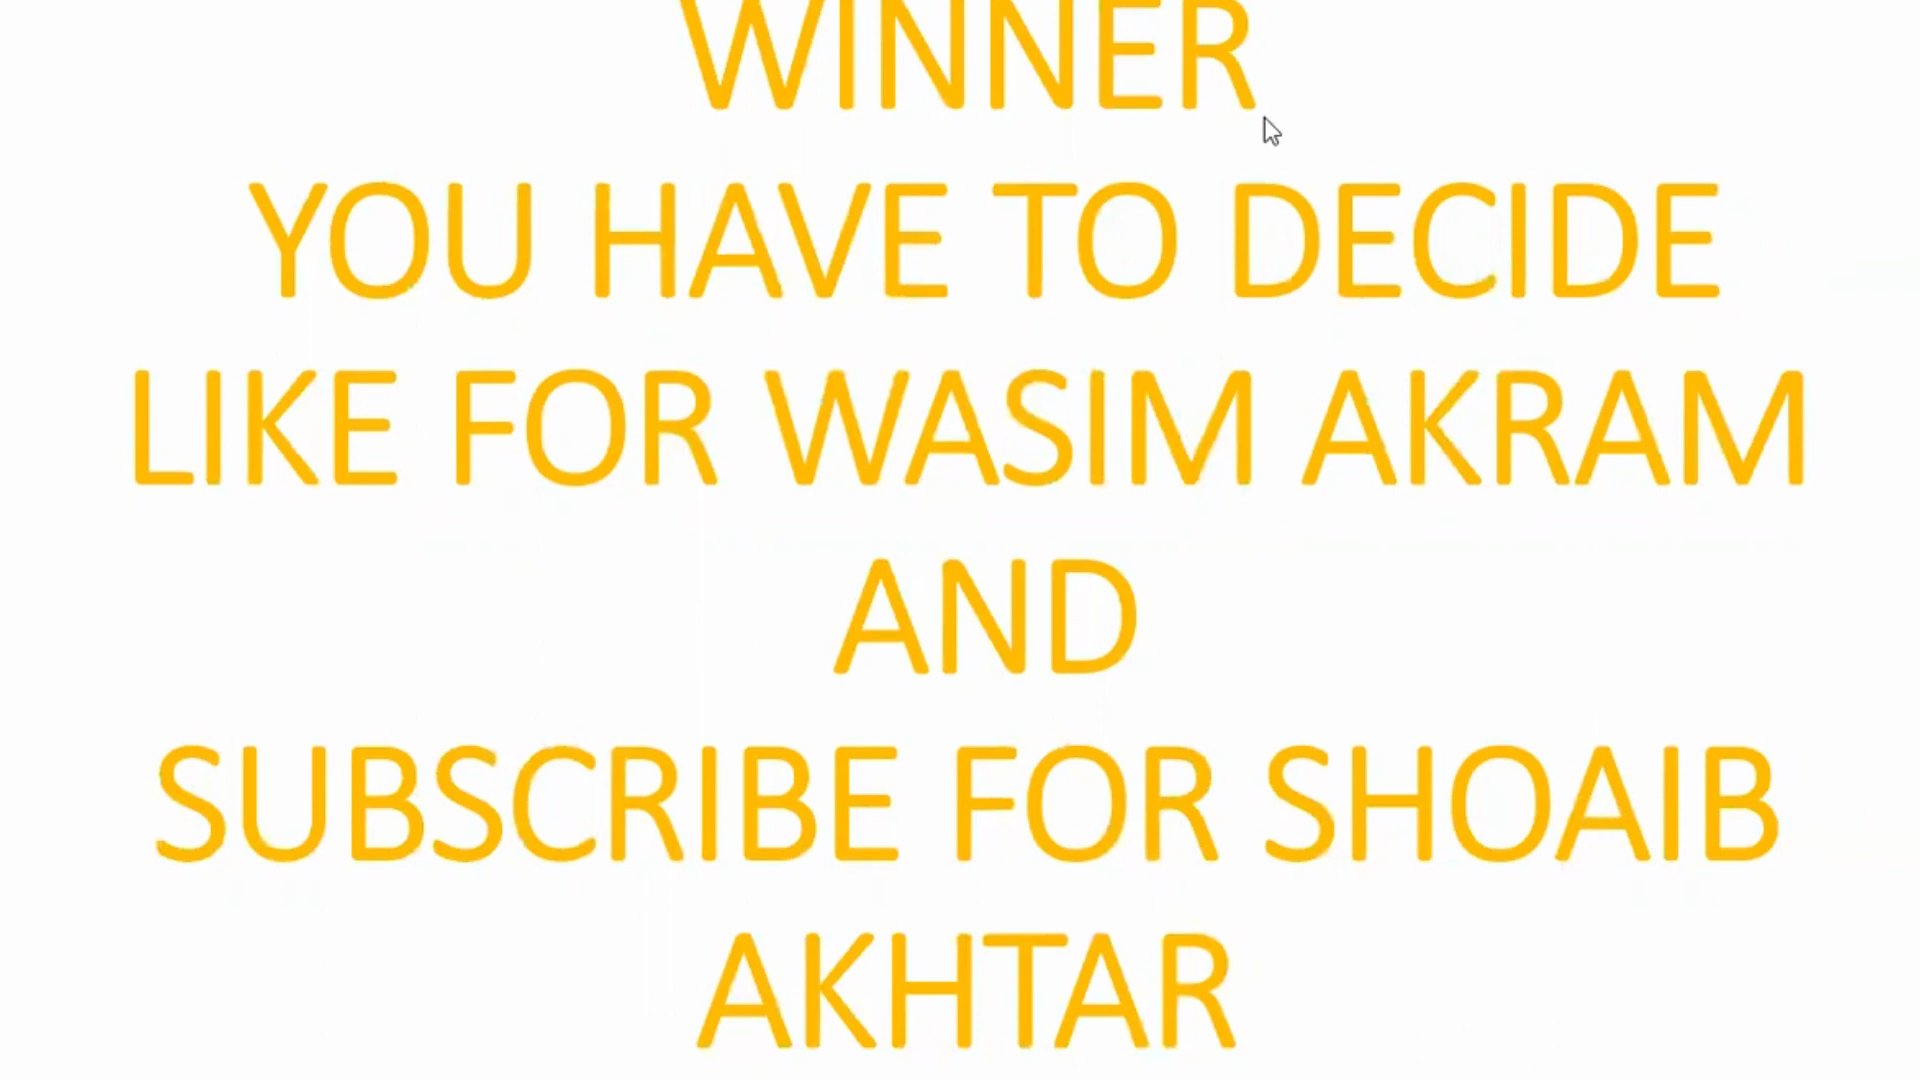 WINNER
YOU HAVE TO DECIDE
LIKE FOR WASIM AKRAM
AND
SUBSCRIBE FOR SHOAIB
AKHTAR